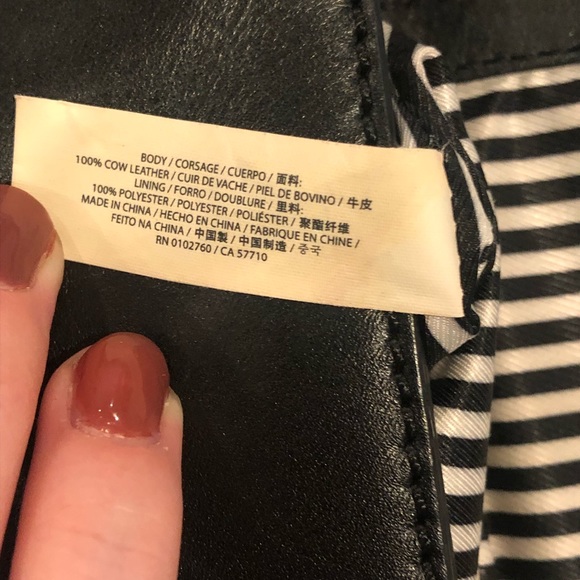 BODY / CORSAGE / CUERPO / 面料:
100% COW LEATHER / CUIR DE VACHE / PIEL DE BOVINO / 牛皮
LINING / FORRO / DOUBLURE / 里料:
100% POLYESTER / POLYESTER / POLIÉSTER / 聚酯纤维
MADE IN CHINA / HECHO EN CHINA / FABRIQUE EN CHINE /
FEITO NA CHINA / 中國製 / 中国制造 / 중국
RN 0102760 / CA 57710